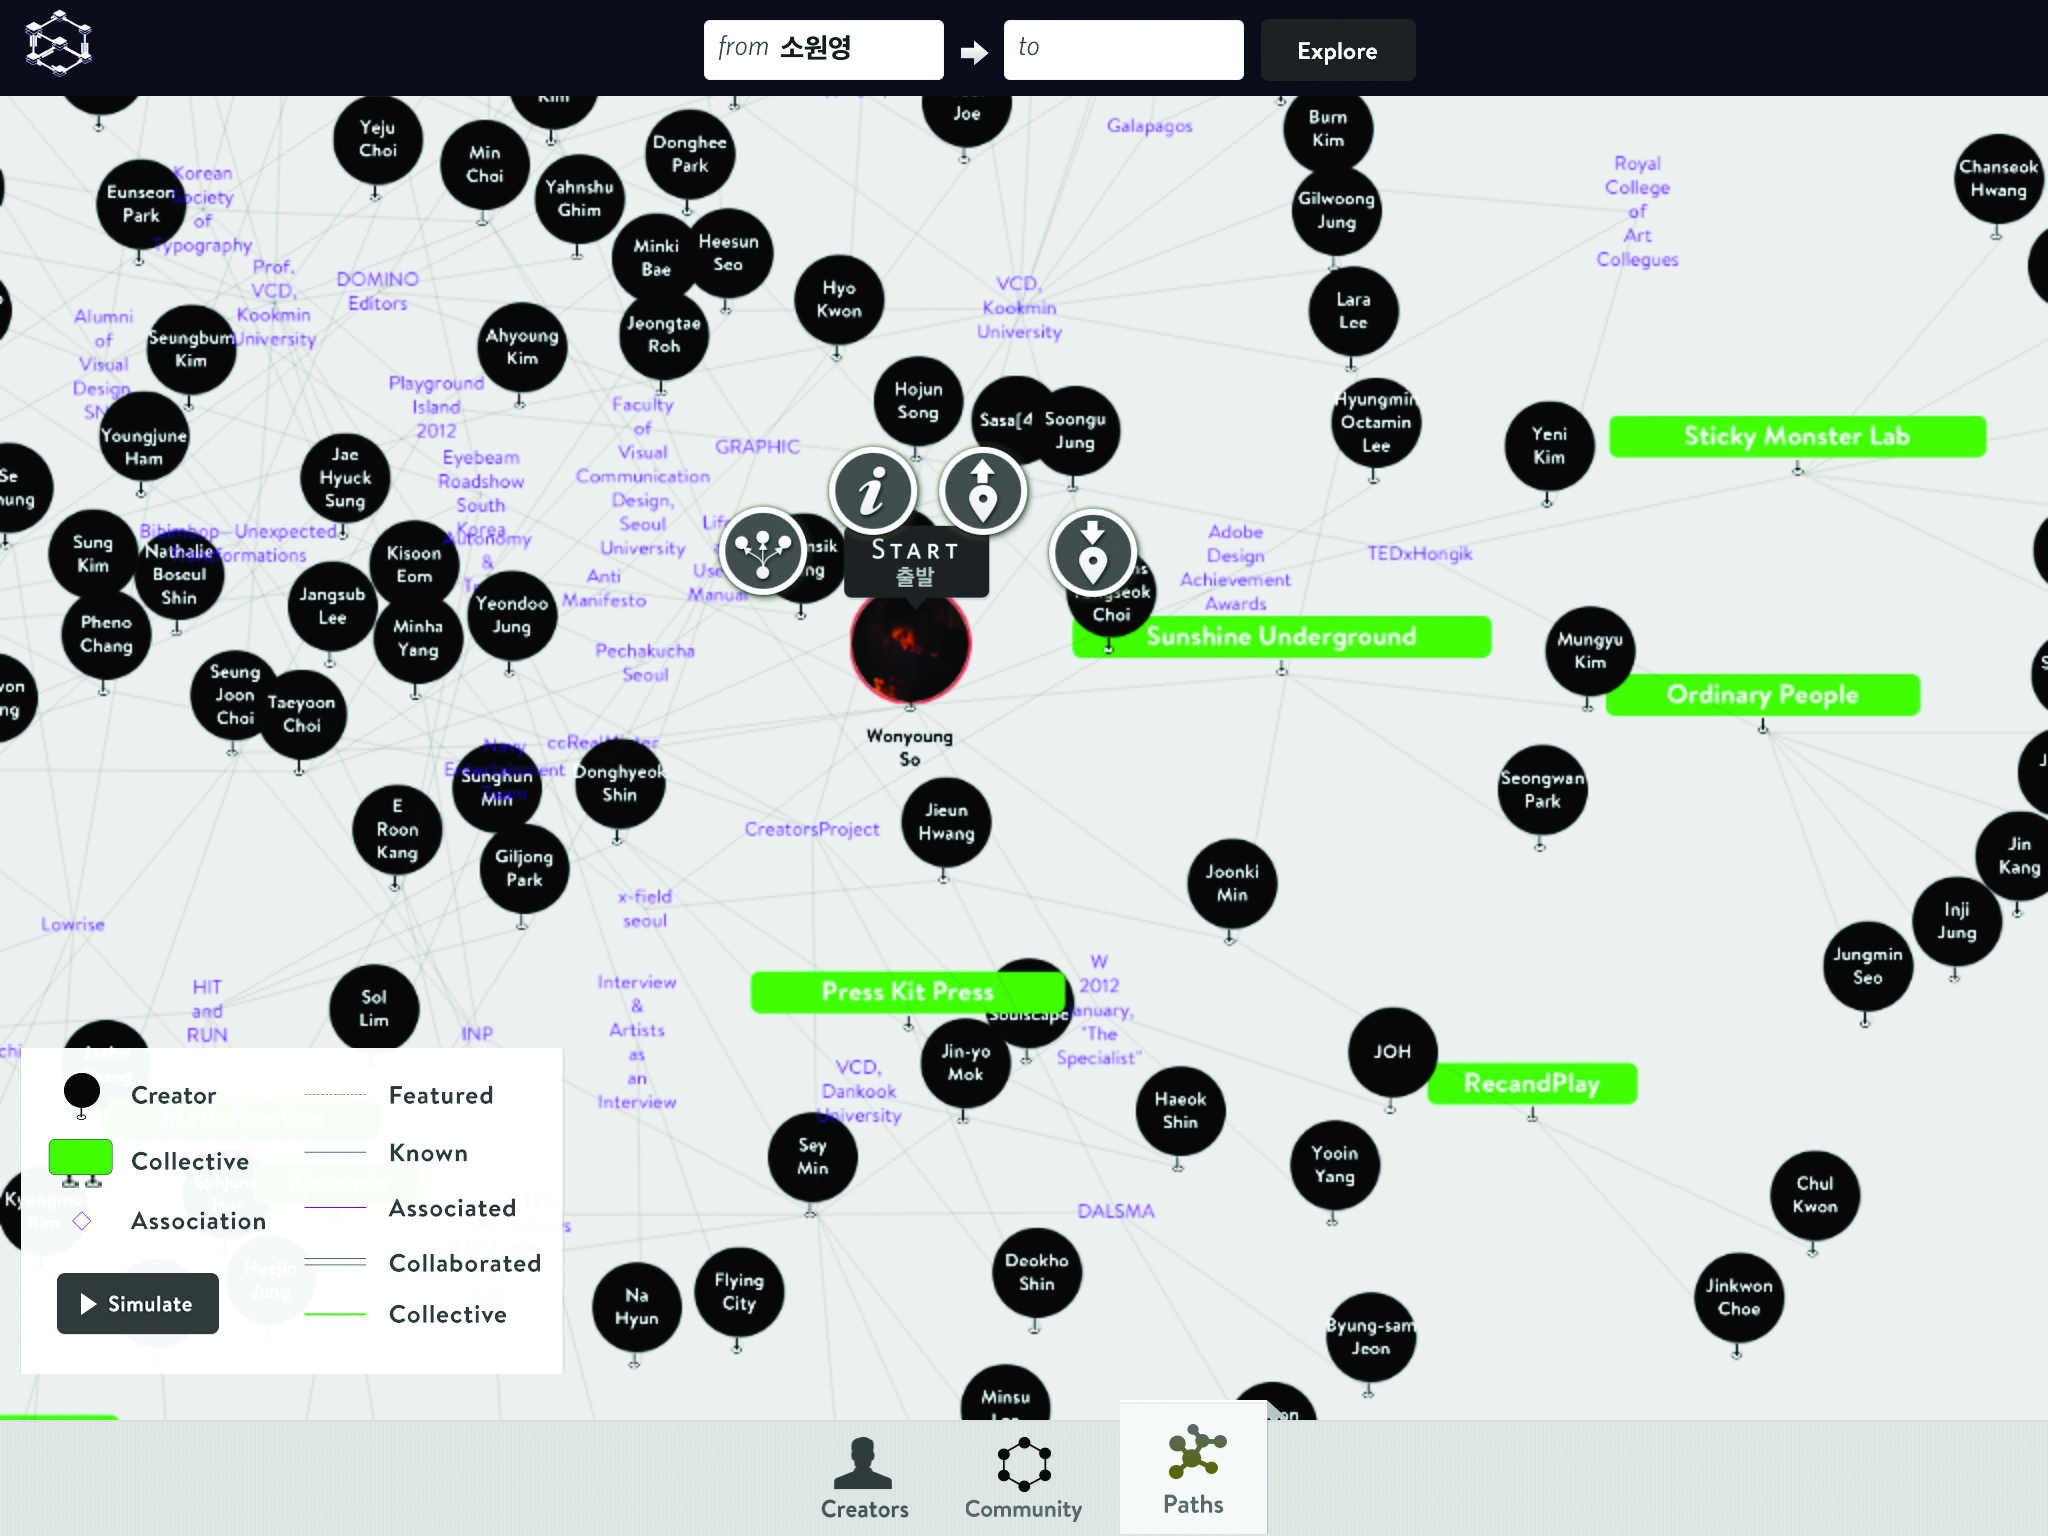 from 소원영
to
Explore
Kim
Joe
Galapagos
Burn
Kim
Yeju
Choi
Min
Choi
Donghee
Park
Royal
College
of
Art
Collegues
Chanseok
Hwang
Eunseon
Park
Korean
Society
of
Typography
Yahnshu
Ghim
Gilwoong
Jung
Minki
Bae
Heesun
Seo
Prof.
VCD,
Kookmin
University
DOMINO
Editors
Hyo
Kwon
VCD,
Kookmin
University
Lara
Lee
Alumni
of
Visual
Design
Seungbum
Kim
Ahyoung
Kim
Jeongtae
Roh
Playground
Island
2012
Faculty
of
Visual
Communication
Design,
Seoul
University
GRAPHIC
Hojun
Song
Soongu
Jung
Hyungmin
Octamin
Lee
Yeni
Kim
Sticky Monster Lab
Youngjune
Ham
Jae
Hyuck
Sung
Eyebeam
Roadshow
South
Korea
Autonomy
&
Se
Sung
Kim
Bibimbop—Unexpected
Nathalie
Boseul
Shin
Kisoon
Eom
START
출발
Adobe
Design
Achievement
Awards
TEDxHongik
Anti
Manifesto
Manual
Choi
Jangsub
Lee
Minha
Yang
Yeondoo
Jung
Pheno
Chang
Pechakucha
Seoul
Sunshine Underground
Mungyu
Kim
Ordinary People
Seung
Joon
Choi
Taeyoon
Choi
Wonyoung
So
Navy
Sunghun
Min
Donghyeok
Shin
Seongwan
Park
E
Roon
Kang
Giljong
Park
CreatorsProject
Jieun
Hwang
Joonki
Min
Jin
Kang
x-field
seoul
Inji
Jung
Lowrise
Jungmin
Seo
HIT
and
RUN
Sol
Lim
INP
Interview
&
Artists
as
an
Interview
Press Kit Press
Soulscape
W
2012
"The
Specialist"
Jin-yo
Mok
VCD,
Dankook
University
JOH
RecandPlay
Haeok
Shin
Sey
Min
Yooin
Yang
Chul
Kwon
DALSMA
Deokho
Shin
Na
Hyun
Flying
City
Jinkwon
Choe
Byung-sam
Jeon
Minsu
Creator
Collective
Association
Simulate
Featured
Known
Associated
Collaborated
Collective
Creators
Community
Paths